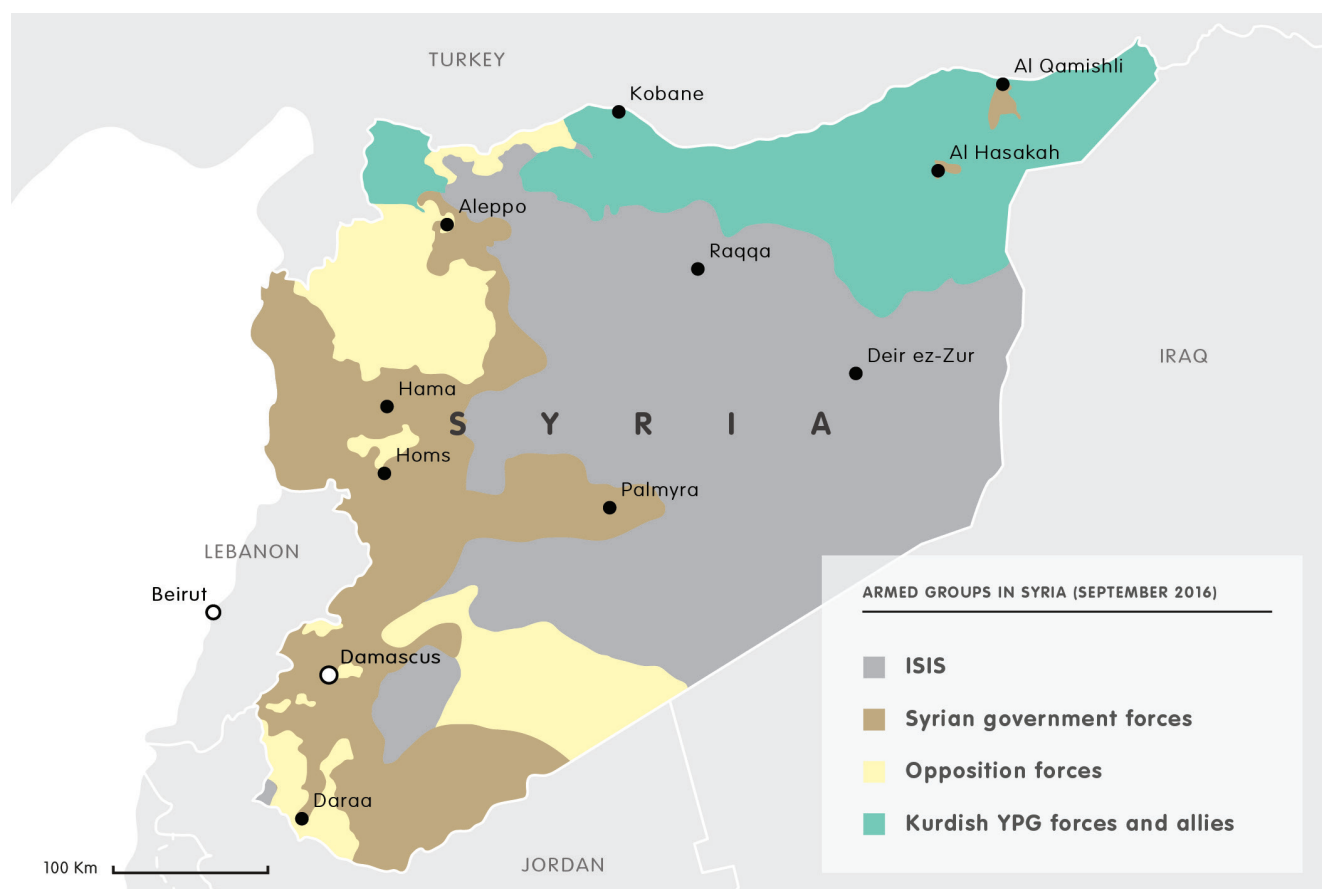 TURKEY
Al Qamishli
Kobane
Al Hasakah
Aleppo
Raqqa
Deir ez-Zur
IRAQ
Hama
SYRIA
Homs
Palmyra
LEBANON
Beirut
Damascus
Daraa
JORDAN
100 Km
ARMED GROUPS IN SYRIA (SEPTEMBER 2016)
ISIS
Syrian government forces
Opposition forces
Kurdish YPG forces and allies